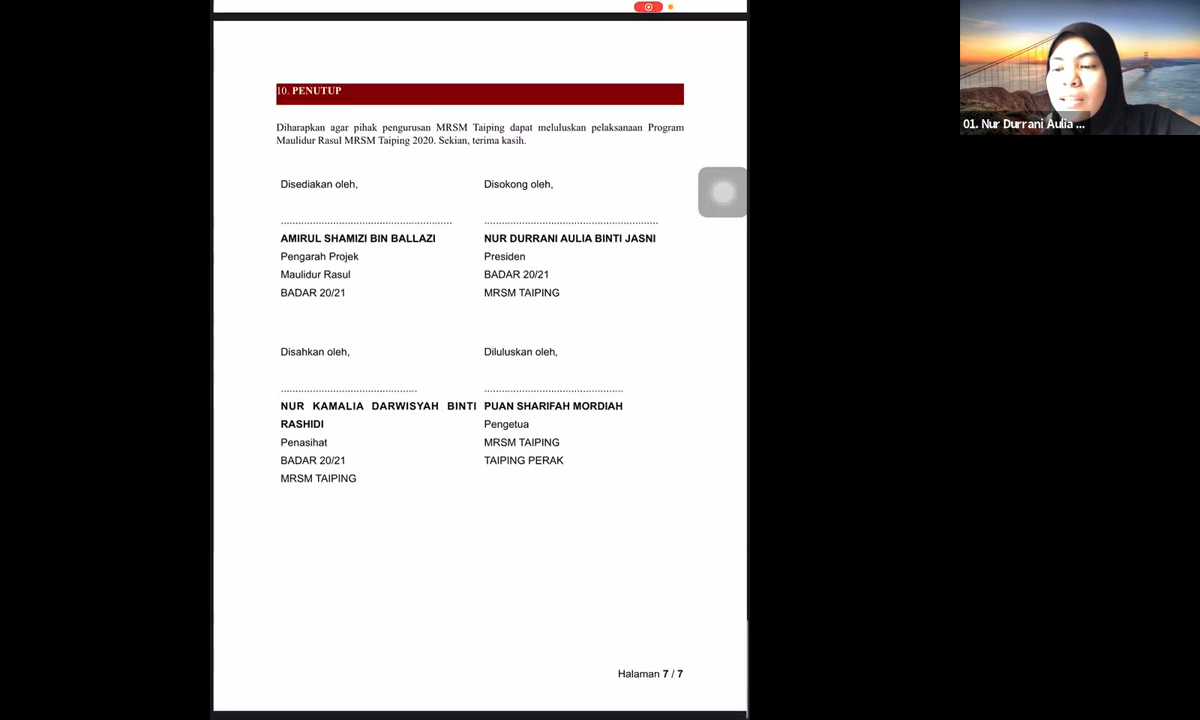 10. PENUTUP
Diharapkan agar pihak pengurusan MRSM Taiping dapat meluluskan pelaksanaan Program
Maulidur Rasul MRSM Taiping 2020. Sekian, terima kasih.
Disediakan oleh,
............................................................
AMIRUL SHAMIZI BIN BALLAZI
Pengarah Projek
Maulidur Rasul
BADAR 20/21
Disokong oleh,
.............................................................
NUR DURRANI AULIA BINTI JASNI
Presiden
BADAR 20/21
MRSM TAIPING
Disahkan oleh,
................................................
NUR KAMALIA DARWISYAH BINTI
RASHIDI
Penasihat
BADAR 20/21
MRSM TAIPING
Diluluskan oleh,
.................................................
PUAN SHARIFAH MORDIAH
Pengetua
MRSM TAIPING
TAIPING PERAK
Halaman 7 / 7
01. Nur Durrani Aulia ...